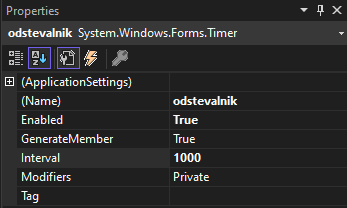 Properties
odstevalnik System.Windows.Forms.Timer
(ApplicationSettings)
(Name) odstevalnik
Enabled True
GenerateMember True
Interval 1000
Modifiers Private
Tag